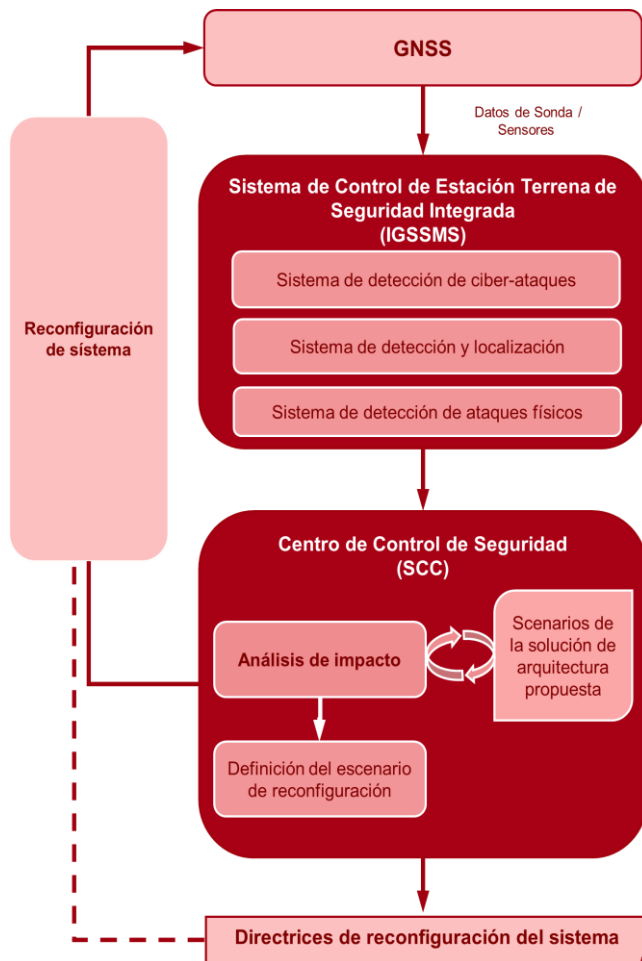 GNSS
Datos de Sonda /
Sensores
Sistema de Control de Estación Terrena de
Seguridad Integrada
(IGSSMS)
Sistema de detección de ciber-ataques
Sistema de detección y localización
Sistema de detección de ataques físicos
Reconfiguración
de sístema
Centro de Control de Seguridad
(SCC)
Análisis de impacto
Scenarios de
la solución de
arquitectura
propuesta
Definición del escenario
de reconfiguración
Directrices de reconfiguración del sistema